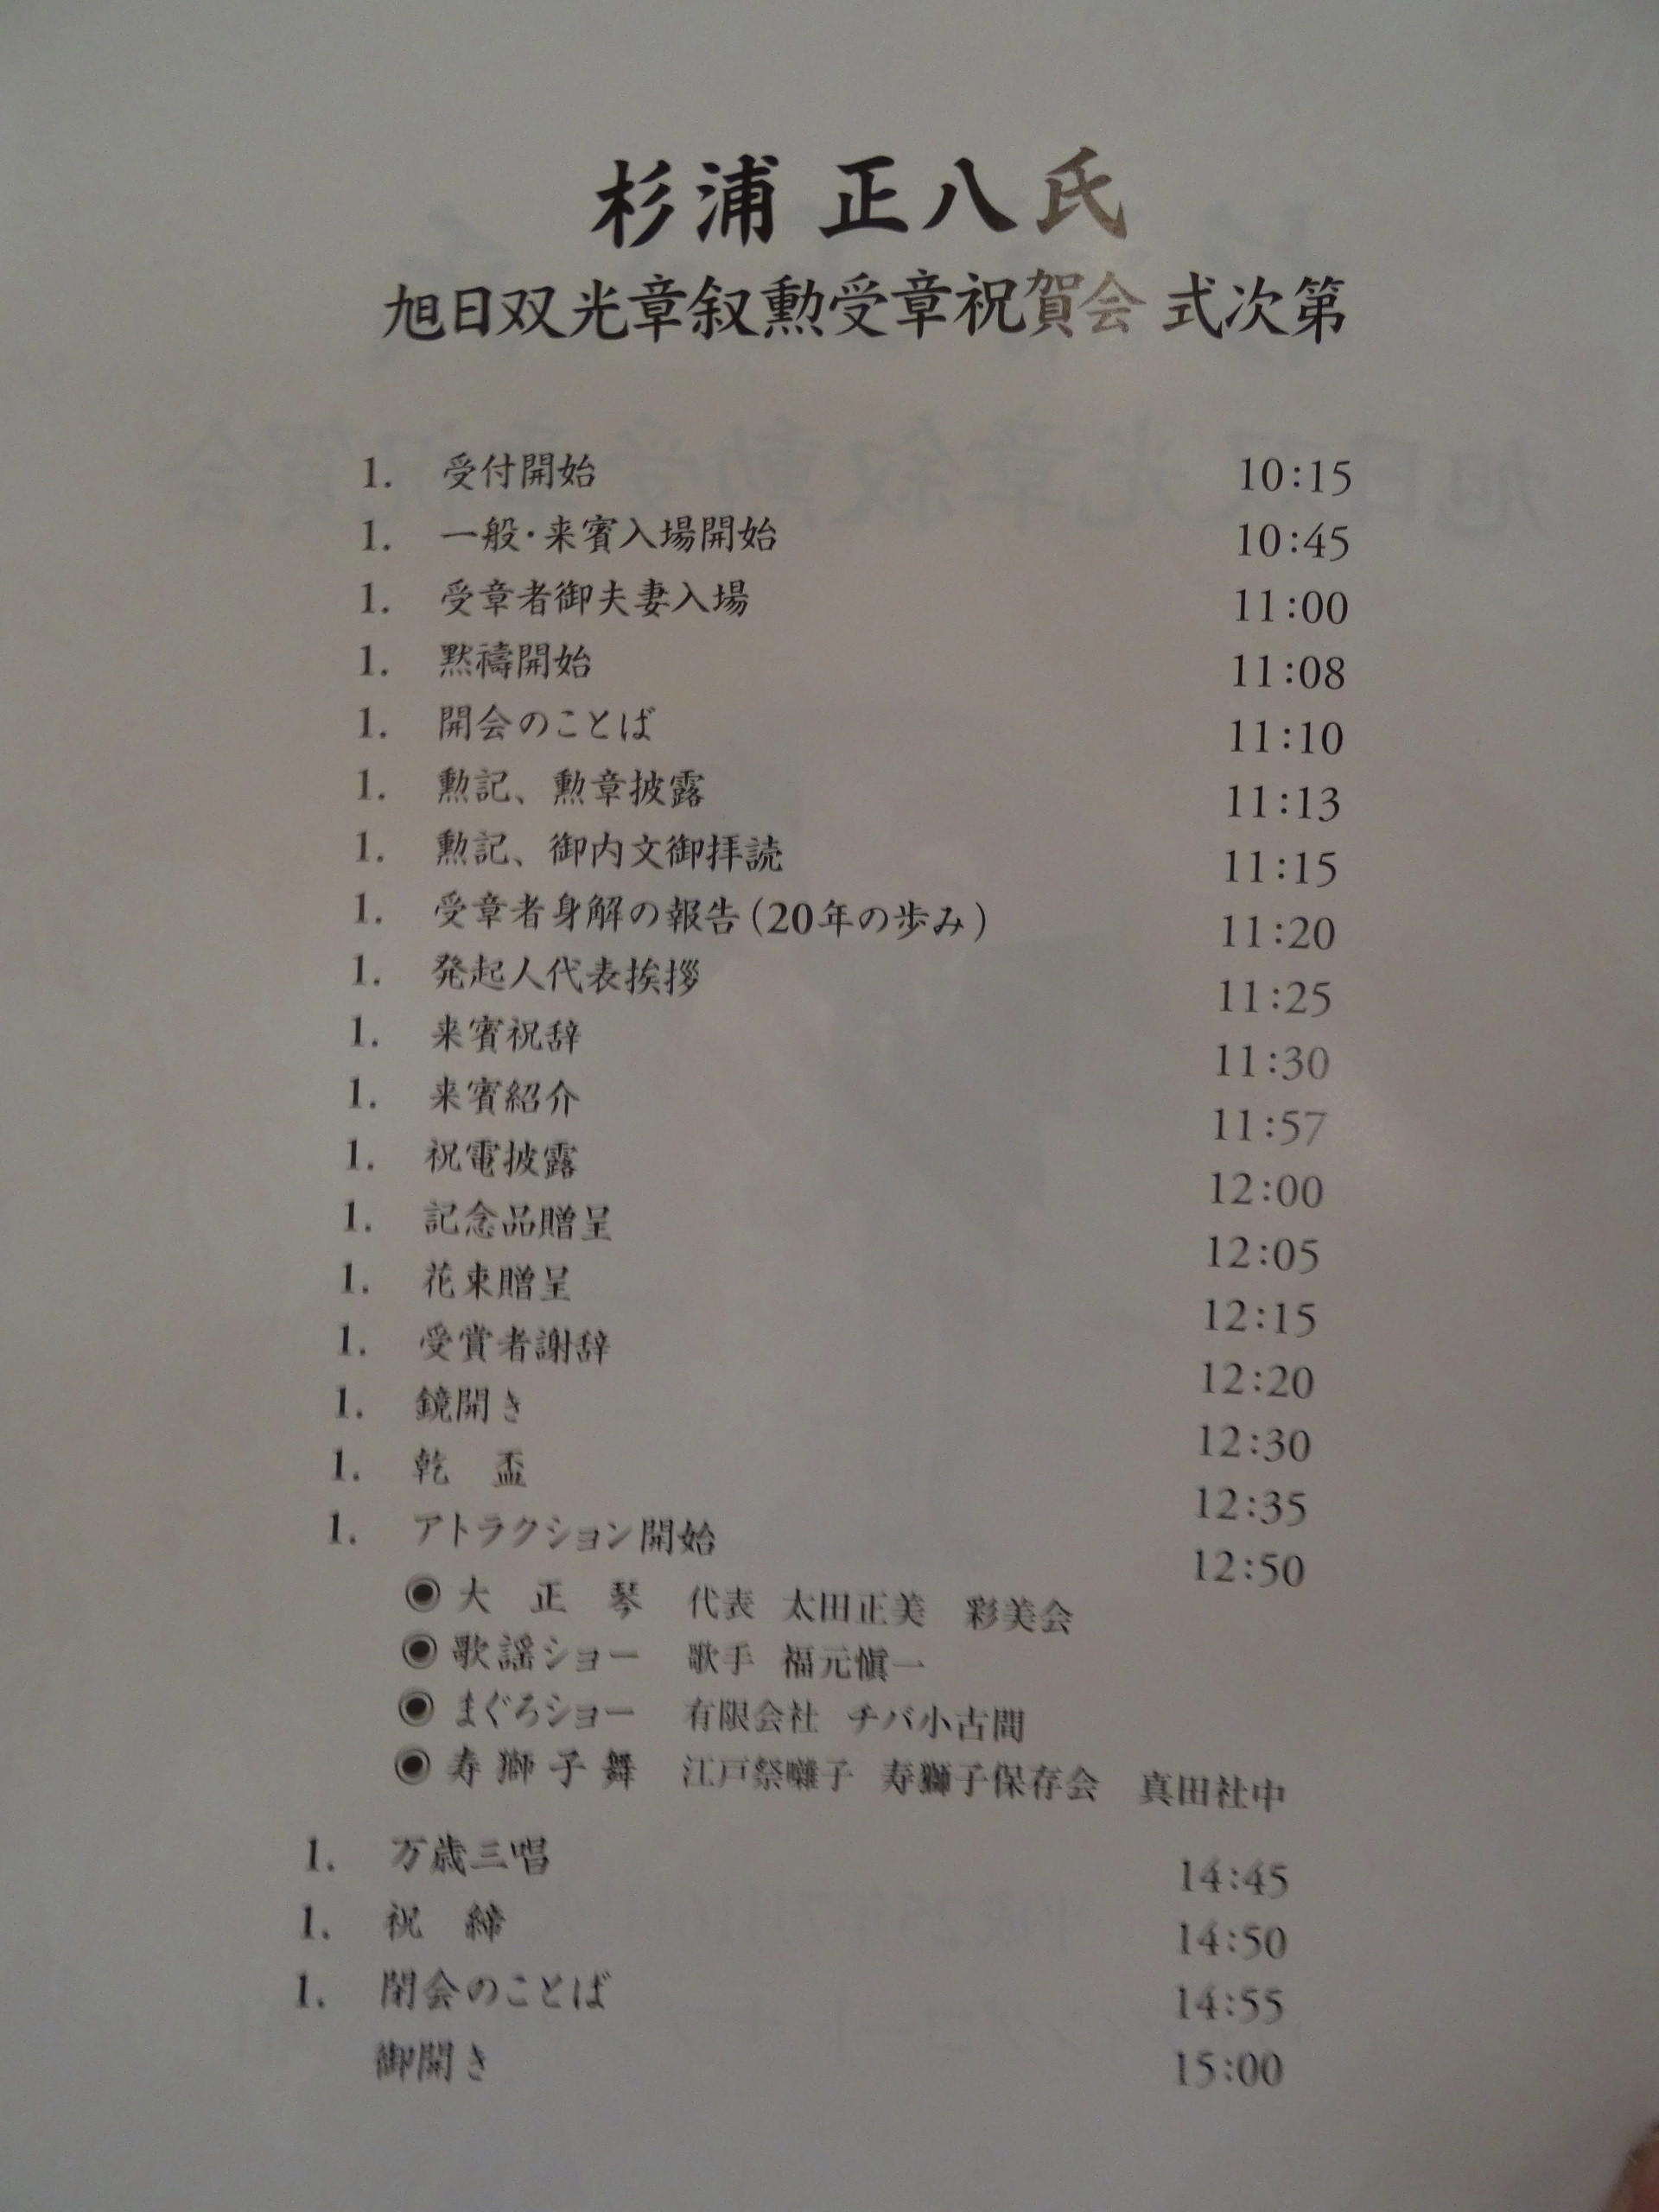 杉浦 正八氏
旭日双光章叙勲受章祝賀会 式次第
1. 受付開始 10:15
1. 一般・来賓入場開始 10:45
1. 受章者御夫妻入場 11:00
1. 黙禱開始 11:08
1. 開会のことば 11:10
1. 勲記、勲章披露 11:13
1. 勲記、御内文御拝読 11:15
1. 受章者身解の報告(20年の歩み) 11:20
1. 発起人代表挨拶 11:25
1. 来賓祝辞 11:30
1. 来賓紹介 11:57
1. 祝電披露 12:00
1. 記念品贈呈 12:05
1. 花束贈呈 12:15
1. 受賞者謝辞 12:20
1. 鏡開き 12:30
1. 乾 盃 12:35
1. アトラクション開始 12:50
◉大 正 琴 代表 太田正美 彩美会
◉歌謡ショー 歌手 福元愼一
◉まぐろショー 有限会社 チバ小古間
◉寿獅子舞 江戸祭囃子 寿獅子保存会 真田社中
1. 万歳三唱 14:45
1. 祝 締 14:50
1. 閉会のことば 14:55
御開き 15:00